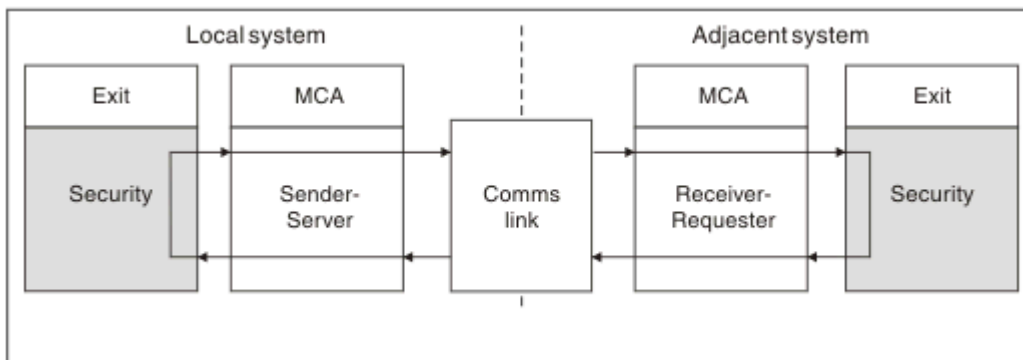 Local system
Adjacent system
Exit
MCA
MCA
Exit
Security
Sender-
Server
Comms
link
Receiver-
Requester
Security